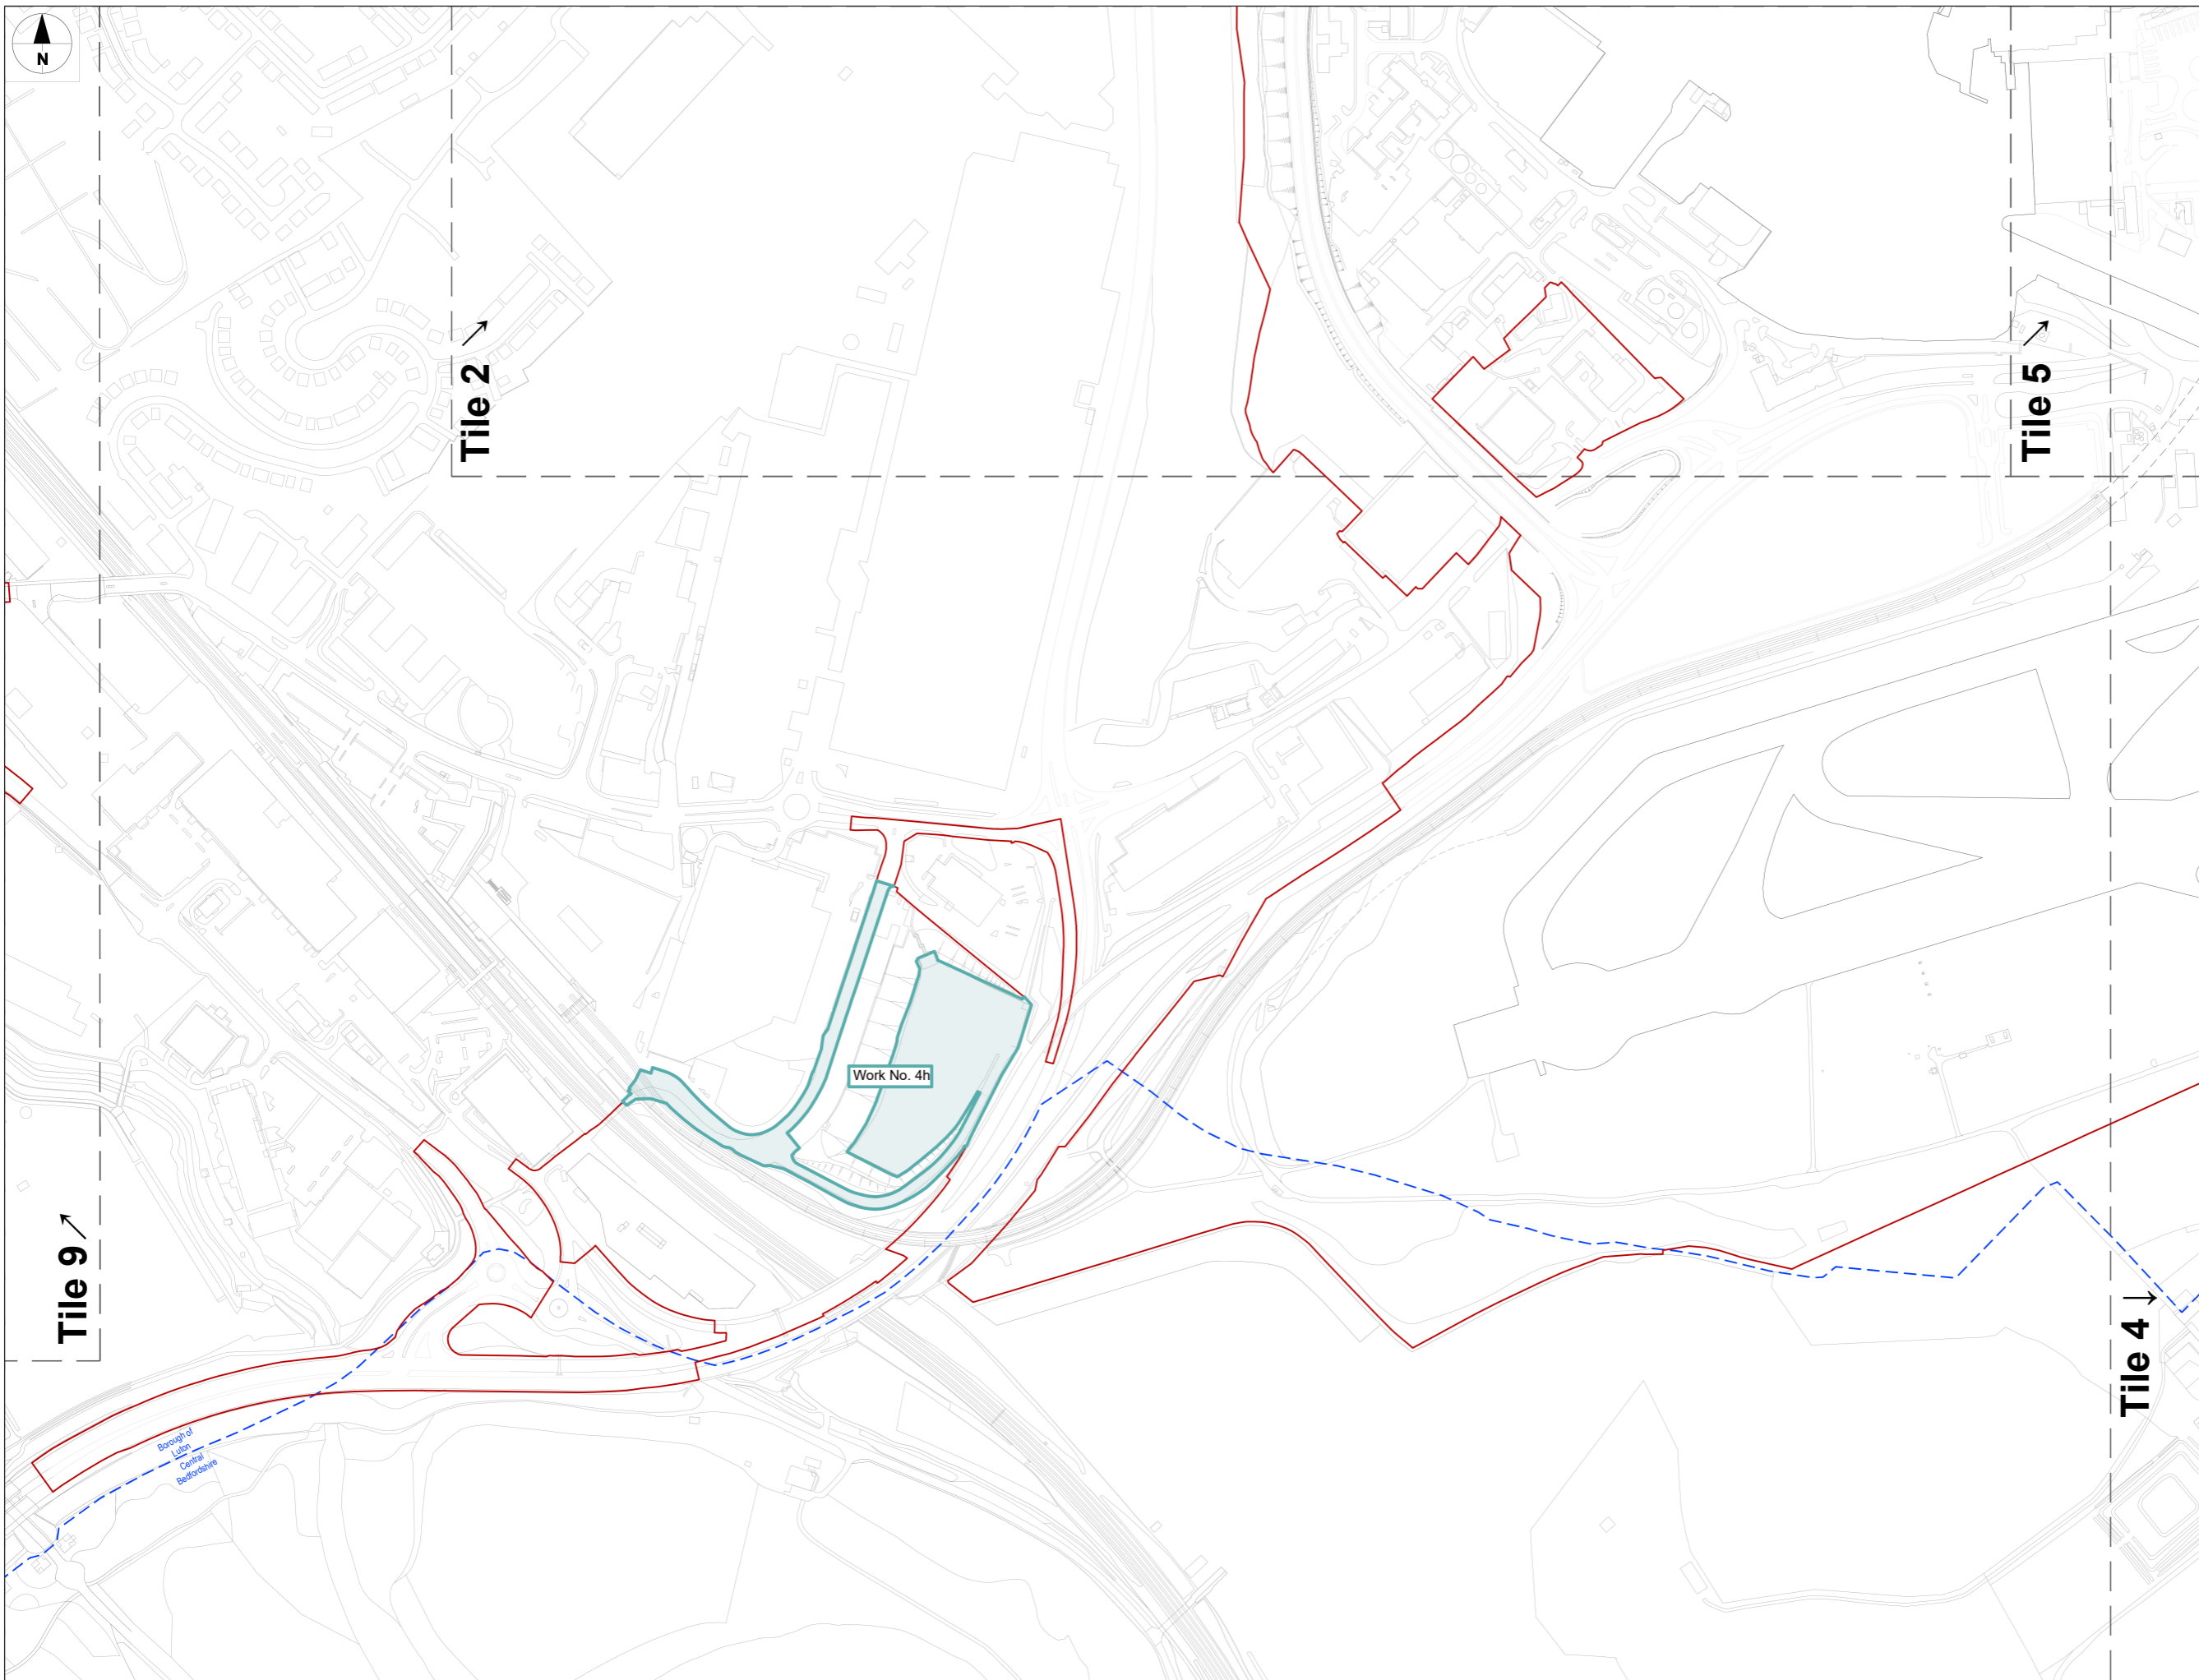 N
Tile 2
Tile 5
Work No. 4h
Tile 9
Tile 4
Borough of
Luton
Central
Bedfordshire